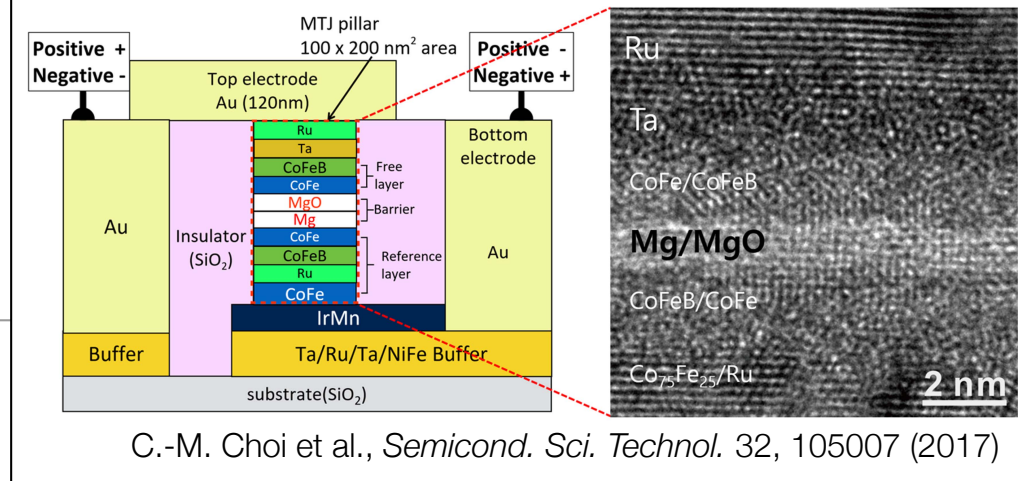 MTJ pillar
100 x 200 nm² area
Positive +
Negative -
Positive -
Negative +
Top electrode
Au (120nm)
Ru
Ta
CoFeB
CoFe
MgO
Mg
CoFe
CoFeB
Ru
CoFe
Free
layer
Barrier
Reference
layer
Au
Insulator
(SiO₂)
Bottom
electrode
Au
IrMn
Buffer
Ta/Ru/Ta/NiFe Buffer
substrate(SiO₂)
Ru
Ta
CoFe/CoFeB
Mg/MgO
CoFeB/CoFe
Co₇₅Fe₂₅/Ru
2 nm
C.-M. Choi et al., Semicond. Sci. Technol. 32, 105007 (2017)